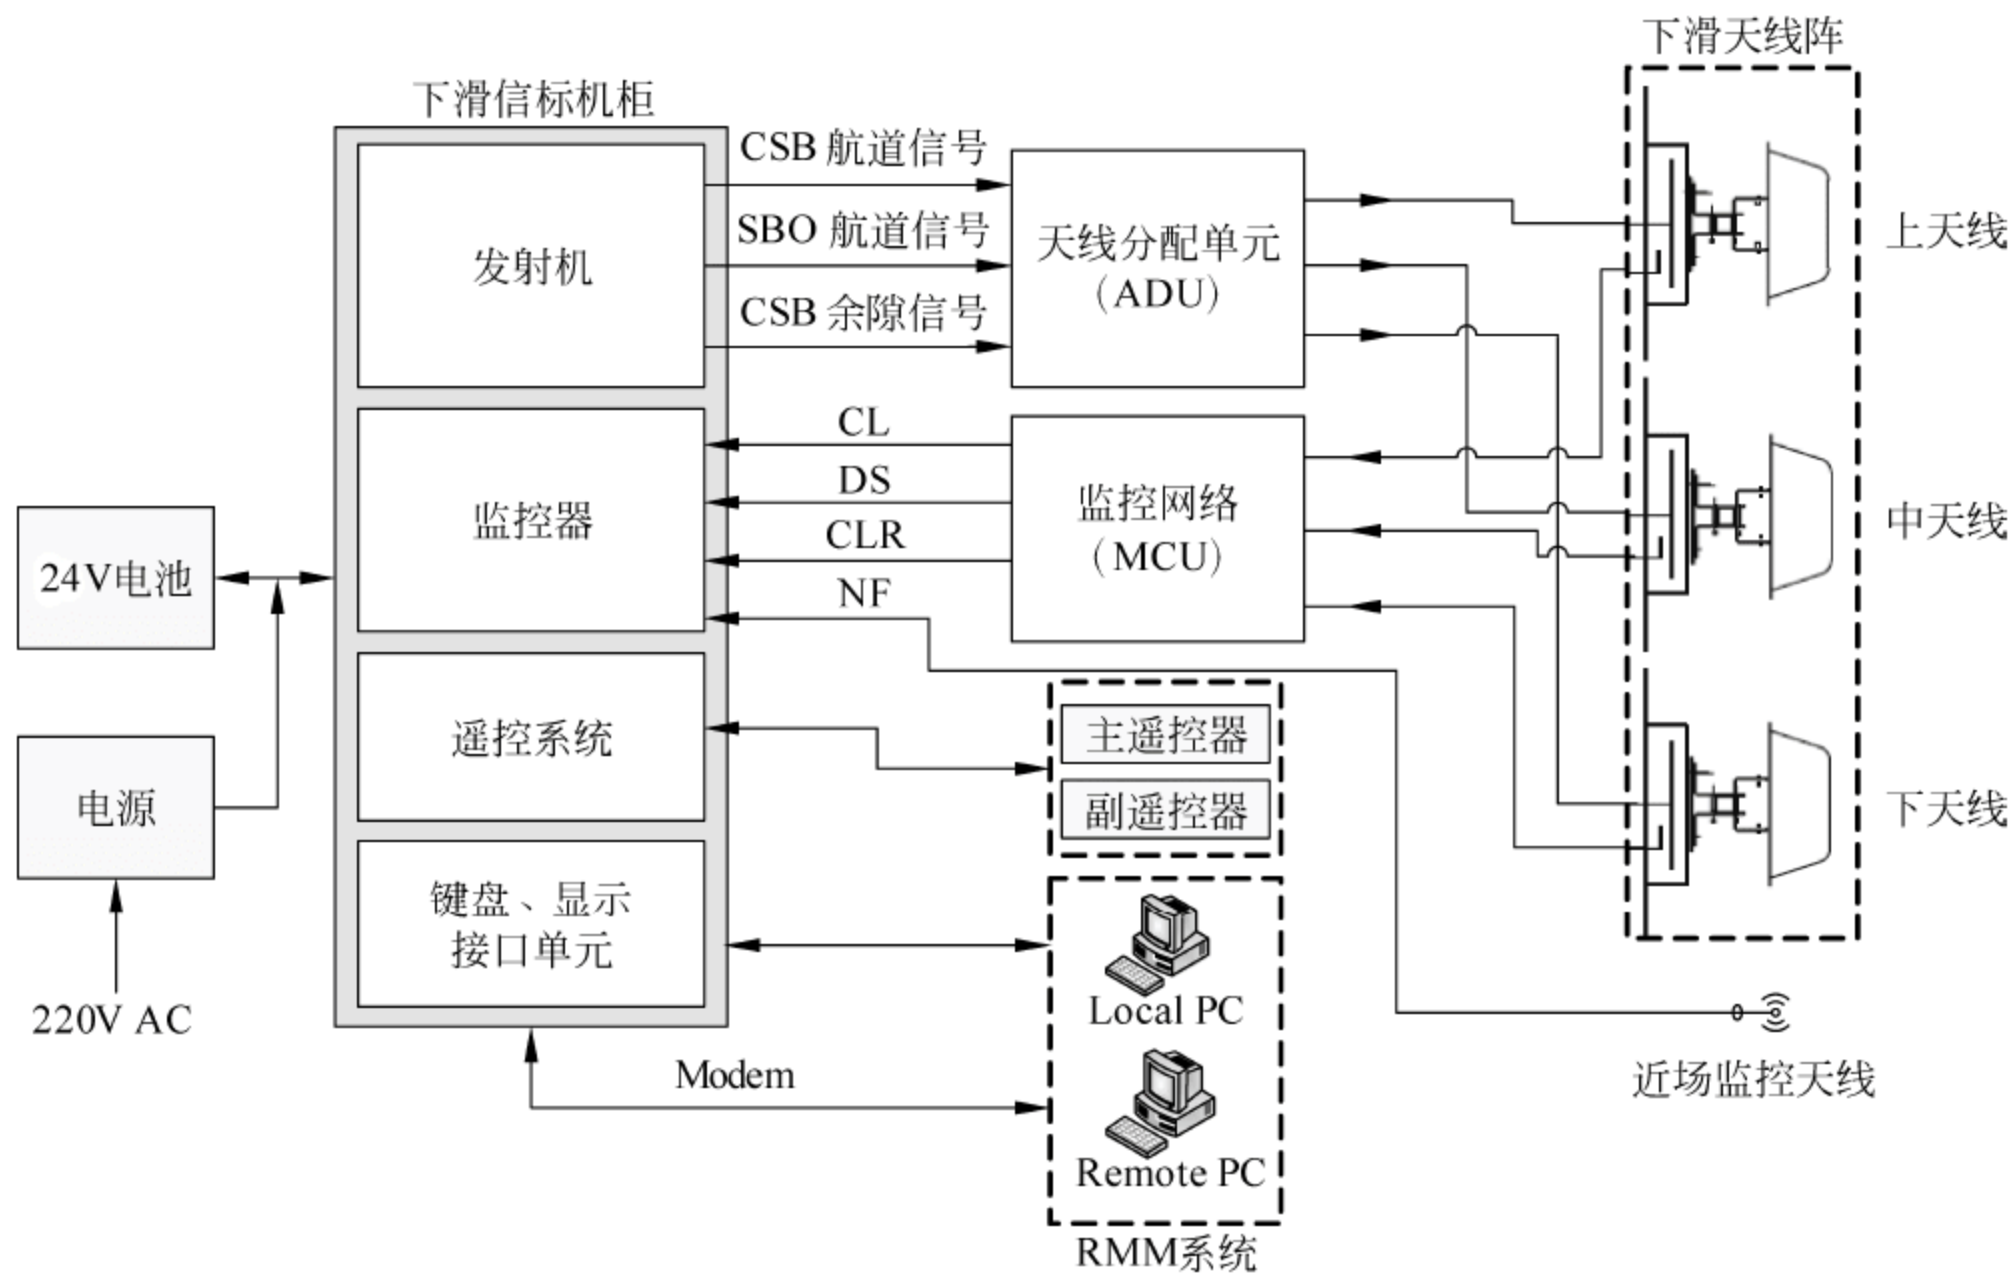 下滑天线阵
下滑信标机柜
CSB 航道信号
SBO 航道信号
CSB 余隙信号
发射机
天线分配单元
（ADU）
上天线
CL
DS
CLR
NF
监控器
监控网络
（MCU）
中天线
24V电池
遥控系统
主遥控器
副遥控器
下天线
电源
键盘、显示
接口单元
220V AC
Local PC
近场监控天线
Modem
Remote PC
RMM系统